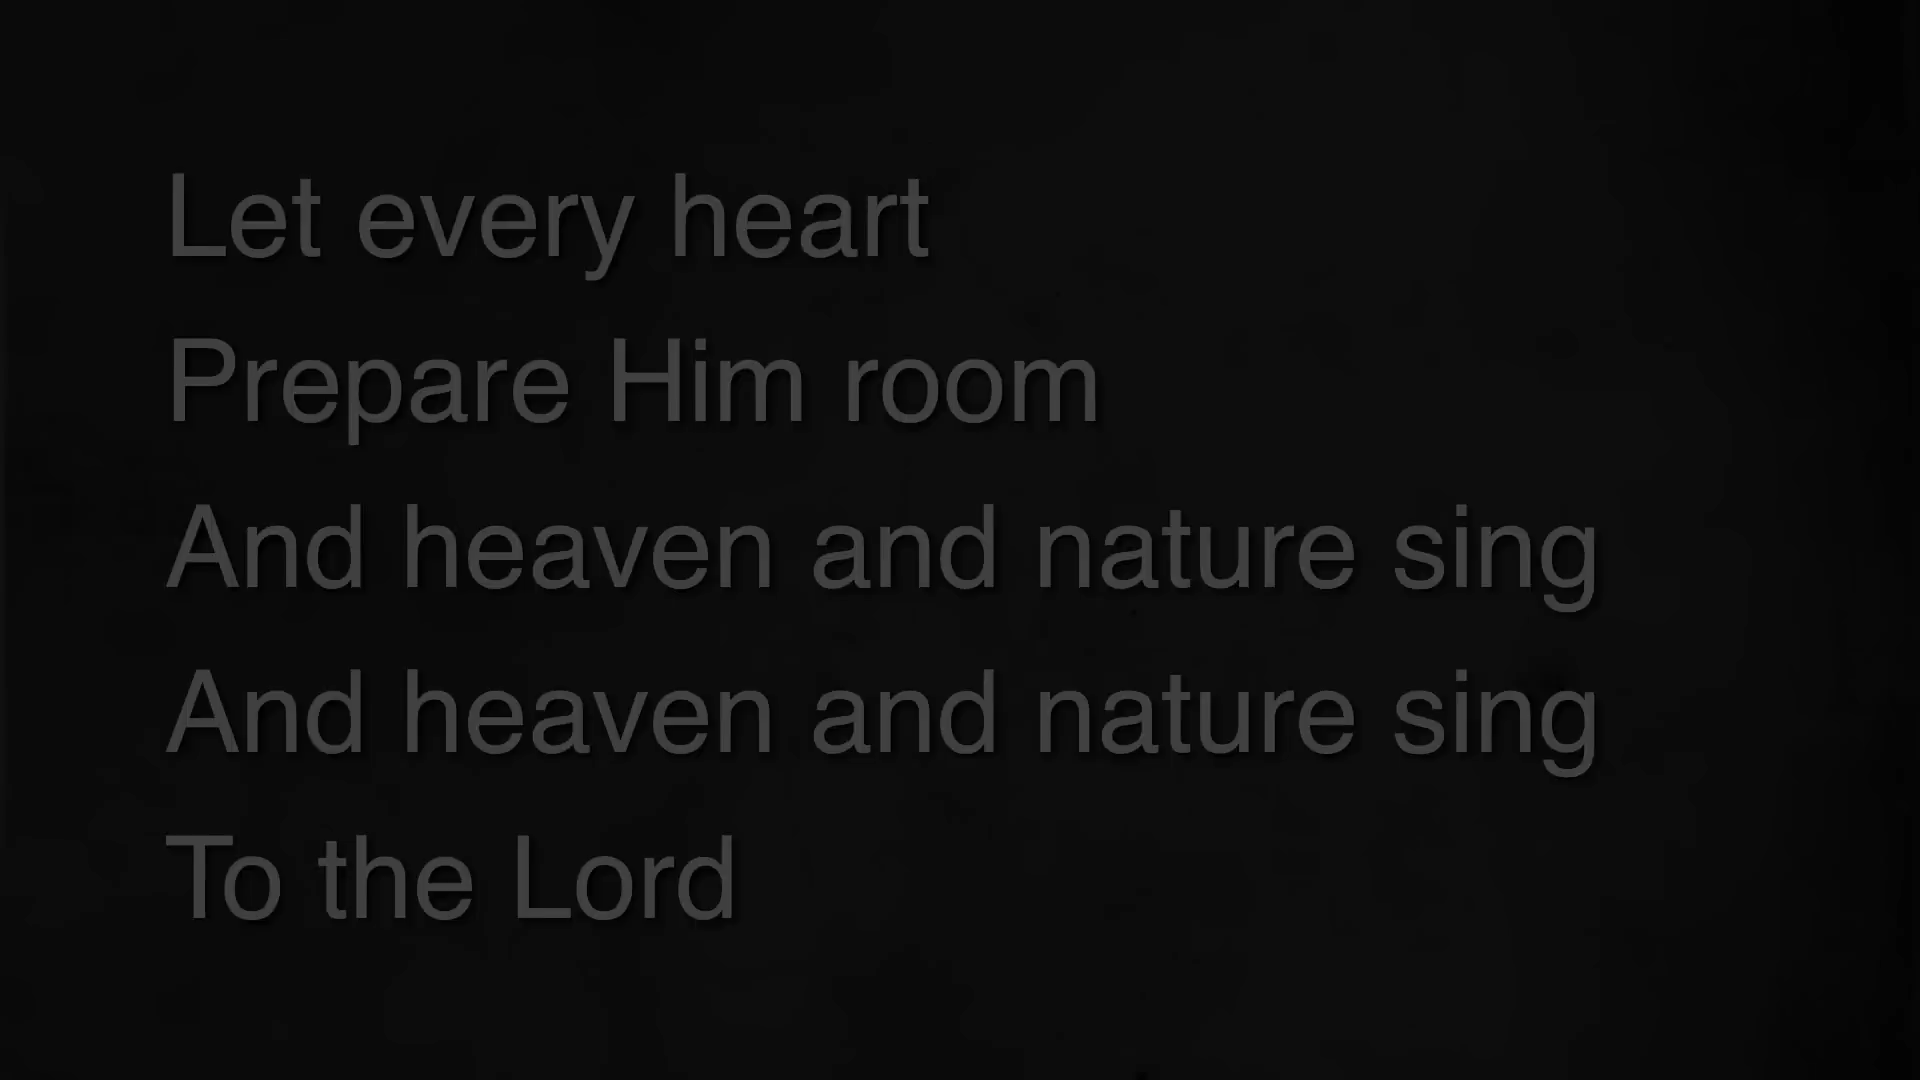 Let every heart
Prepare Him room
And heaven and nature sing
And heaven and nature sing
To the Lord